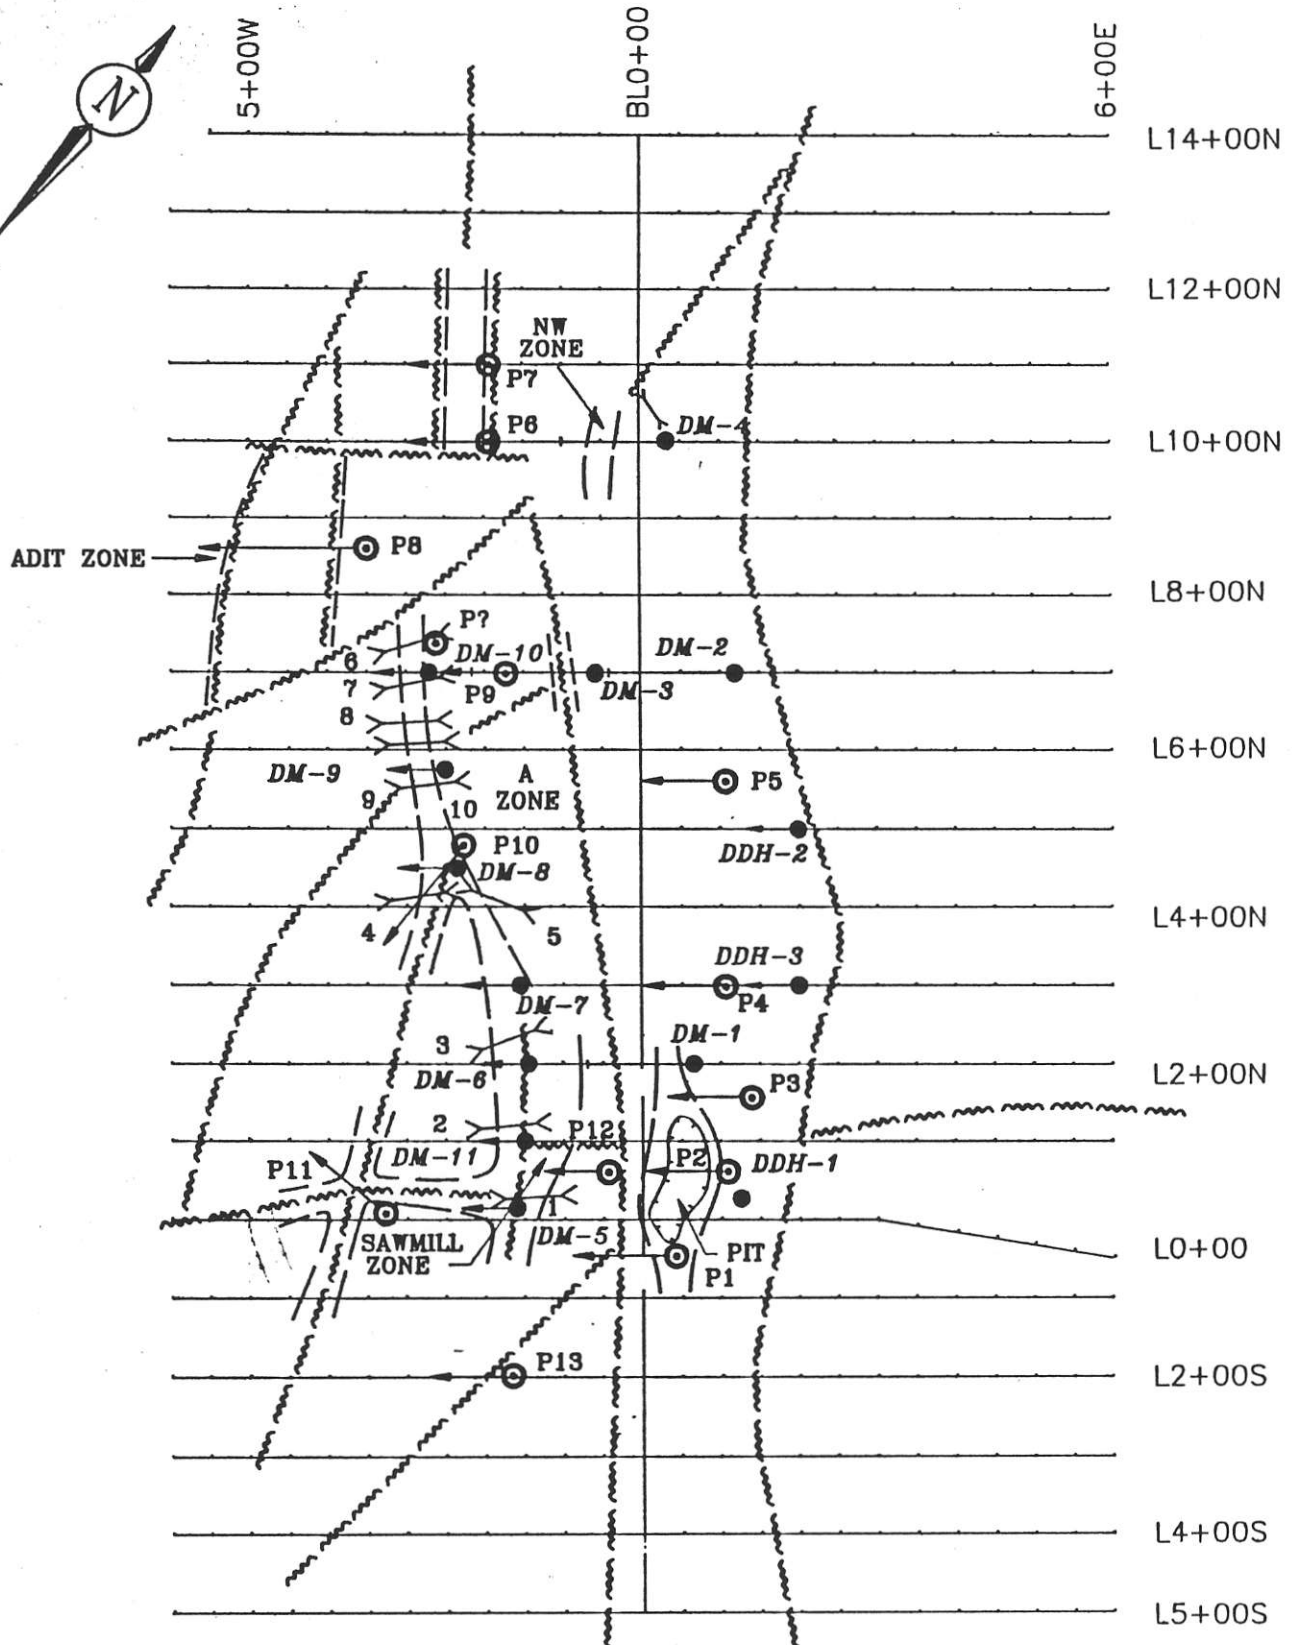 5+00W
BL0+00
6+00E
N
L14+00N
L12+00N
NW
ZONE
P7
P6
DM-4
L10+00N
ADIT ZONE
P8
L8+00N
P?
6
DM-10
DM-2
7
P9
DM-3
8
L6+00N
DM-9
A
ZONE
P5
9
10
P10
DDH-2
DM-8
L4+00N
4
5
DDH-3
P4
DM-7
3
DM-1
DM-6
P3
L2+00N
2
P12
DM-11
P2
DDH-1
P11
1
SAWMILL
ZONE
DM-5
PIT
P1
L0+00
P13
L2+00S
L4+00S
L5+00S